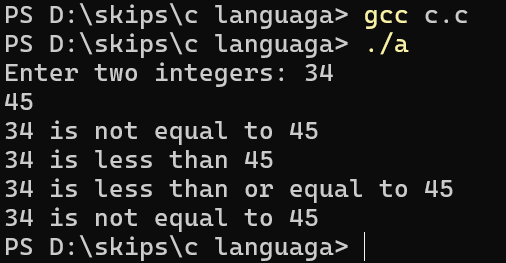 PS D:\skips\c languaga> gcc c.c
PS D:\skips\c languaga> ./a
Enter two integers: 34
45
34 is not equal to 45
34 is less than 45
34 is less than or equal to 45
34 is not equal to 45
PS D:\skips\c languaga>